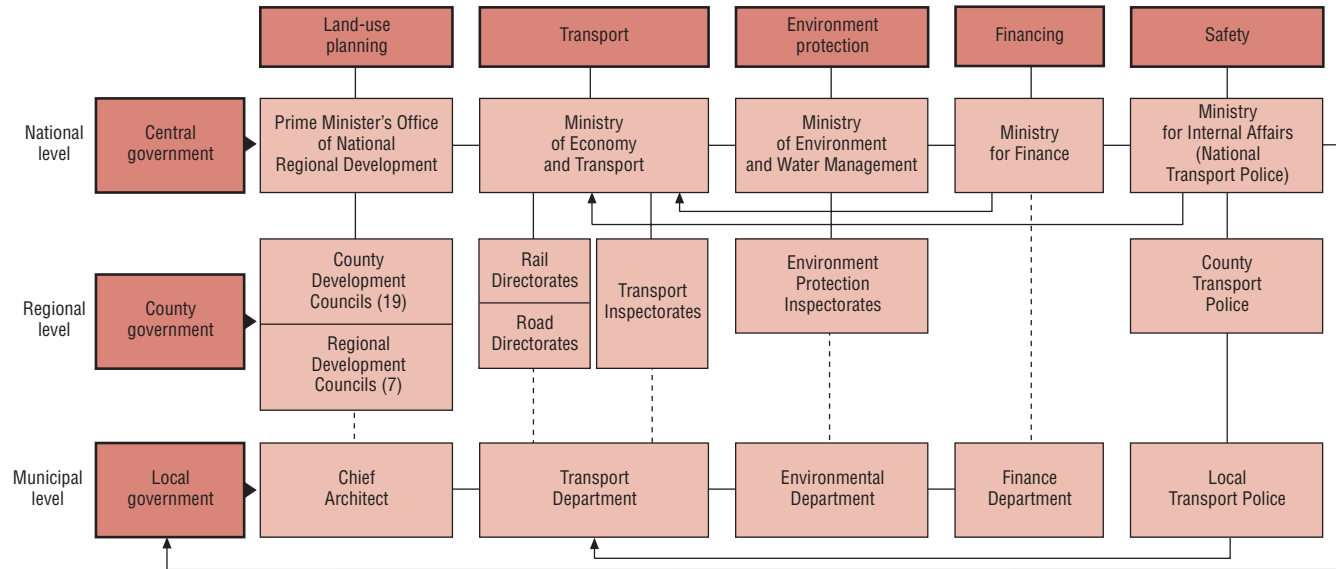 Land-use
planning
Transport
Environment
protection
Financing
Safety
National
level
Central
government
Prime Minister's Office
of National
Regional Development
Ministry
of Economy
and Transport
Ministry
of Environment
and Water Management
Ministry
for Finance
Ministry
for Internal Affairs
(National
Transport Police)
Regional
level
County
government
County
Development
Councils (19)
Regional
Development
Councils (7)
Rail
Directorates
Road
Directorates
Transport
Inspectorates
Environment
Protection
Inspectorates
County
Transport
Police
Municipal
level
Local
government
Chief
Architect
Transport
Department
Environmental
Department
Finance
Department
Local
Transport Police